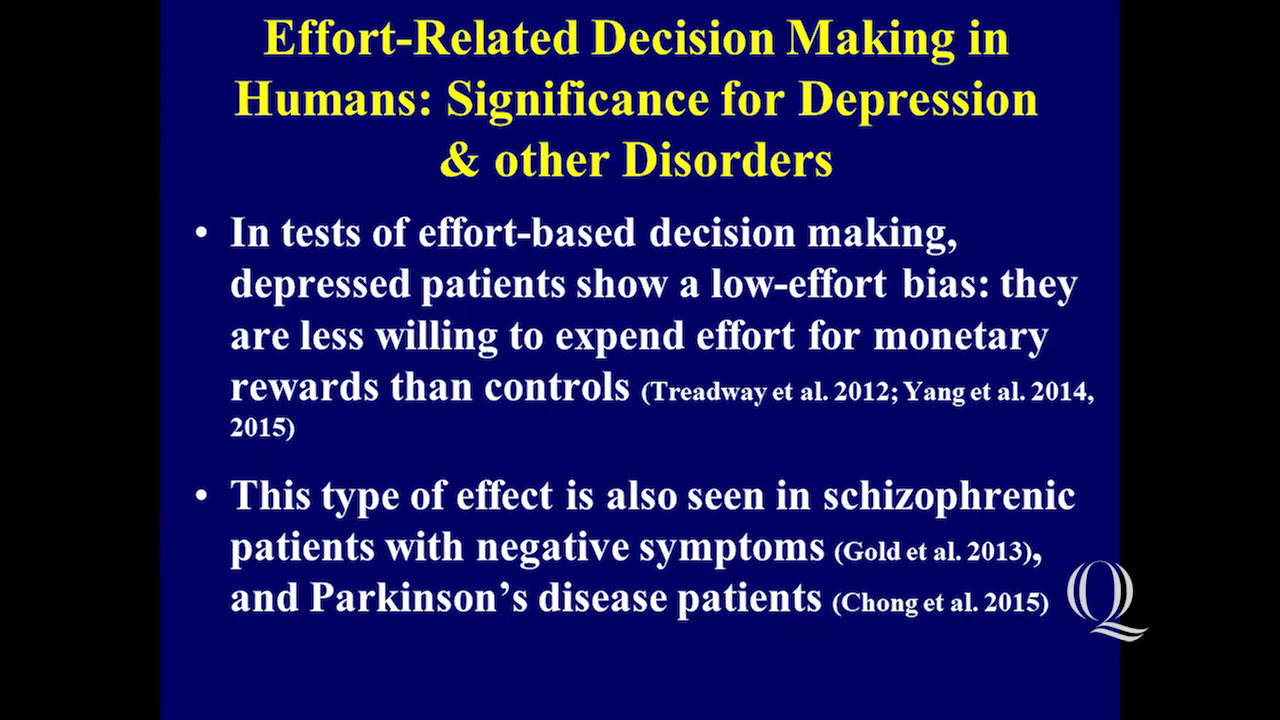 Effort-Related Decision Making in
Humans: Significance for Depression
& other Disorders
• In tests of effort-based decision making,
depressed patients show a low-effort bias: they
are less willing to expend effort for monetary
rewards than controls (Treadway et al. 2012; Yang et al. 2014,
2015)
• This type of effect is also seen in schizophrenic
patients with negative symptoms (Gold et al. 2013),
and Parkinson’s disease patients (Chong et al. 2015)
Q